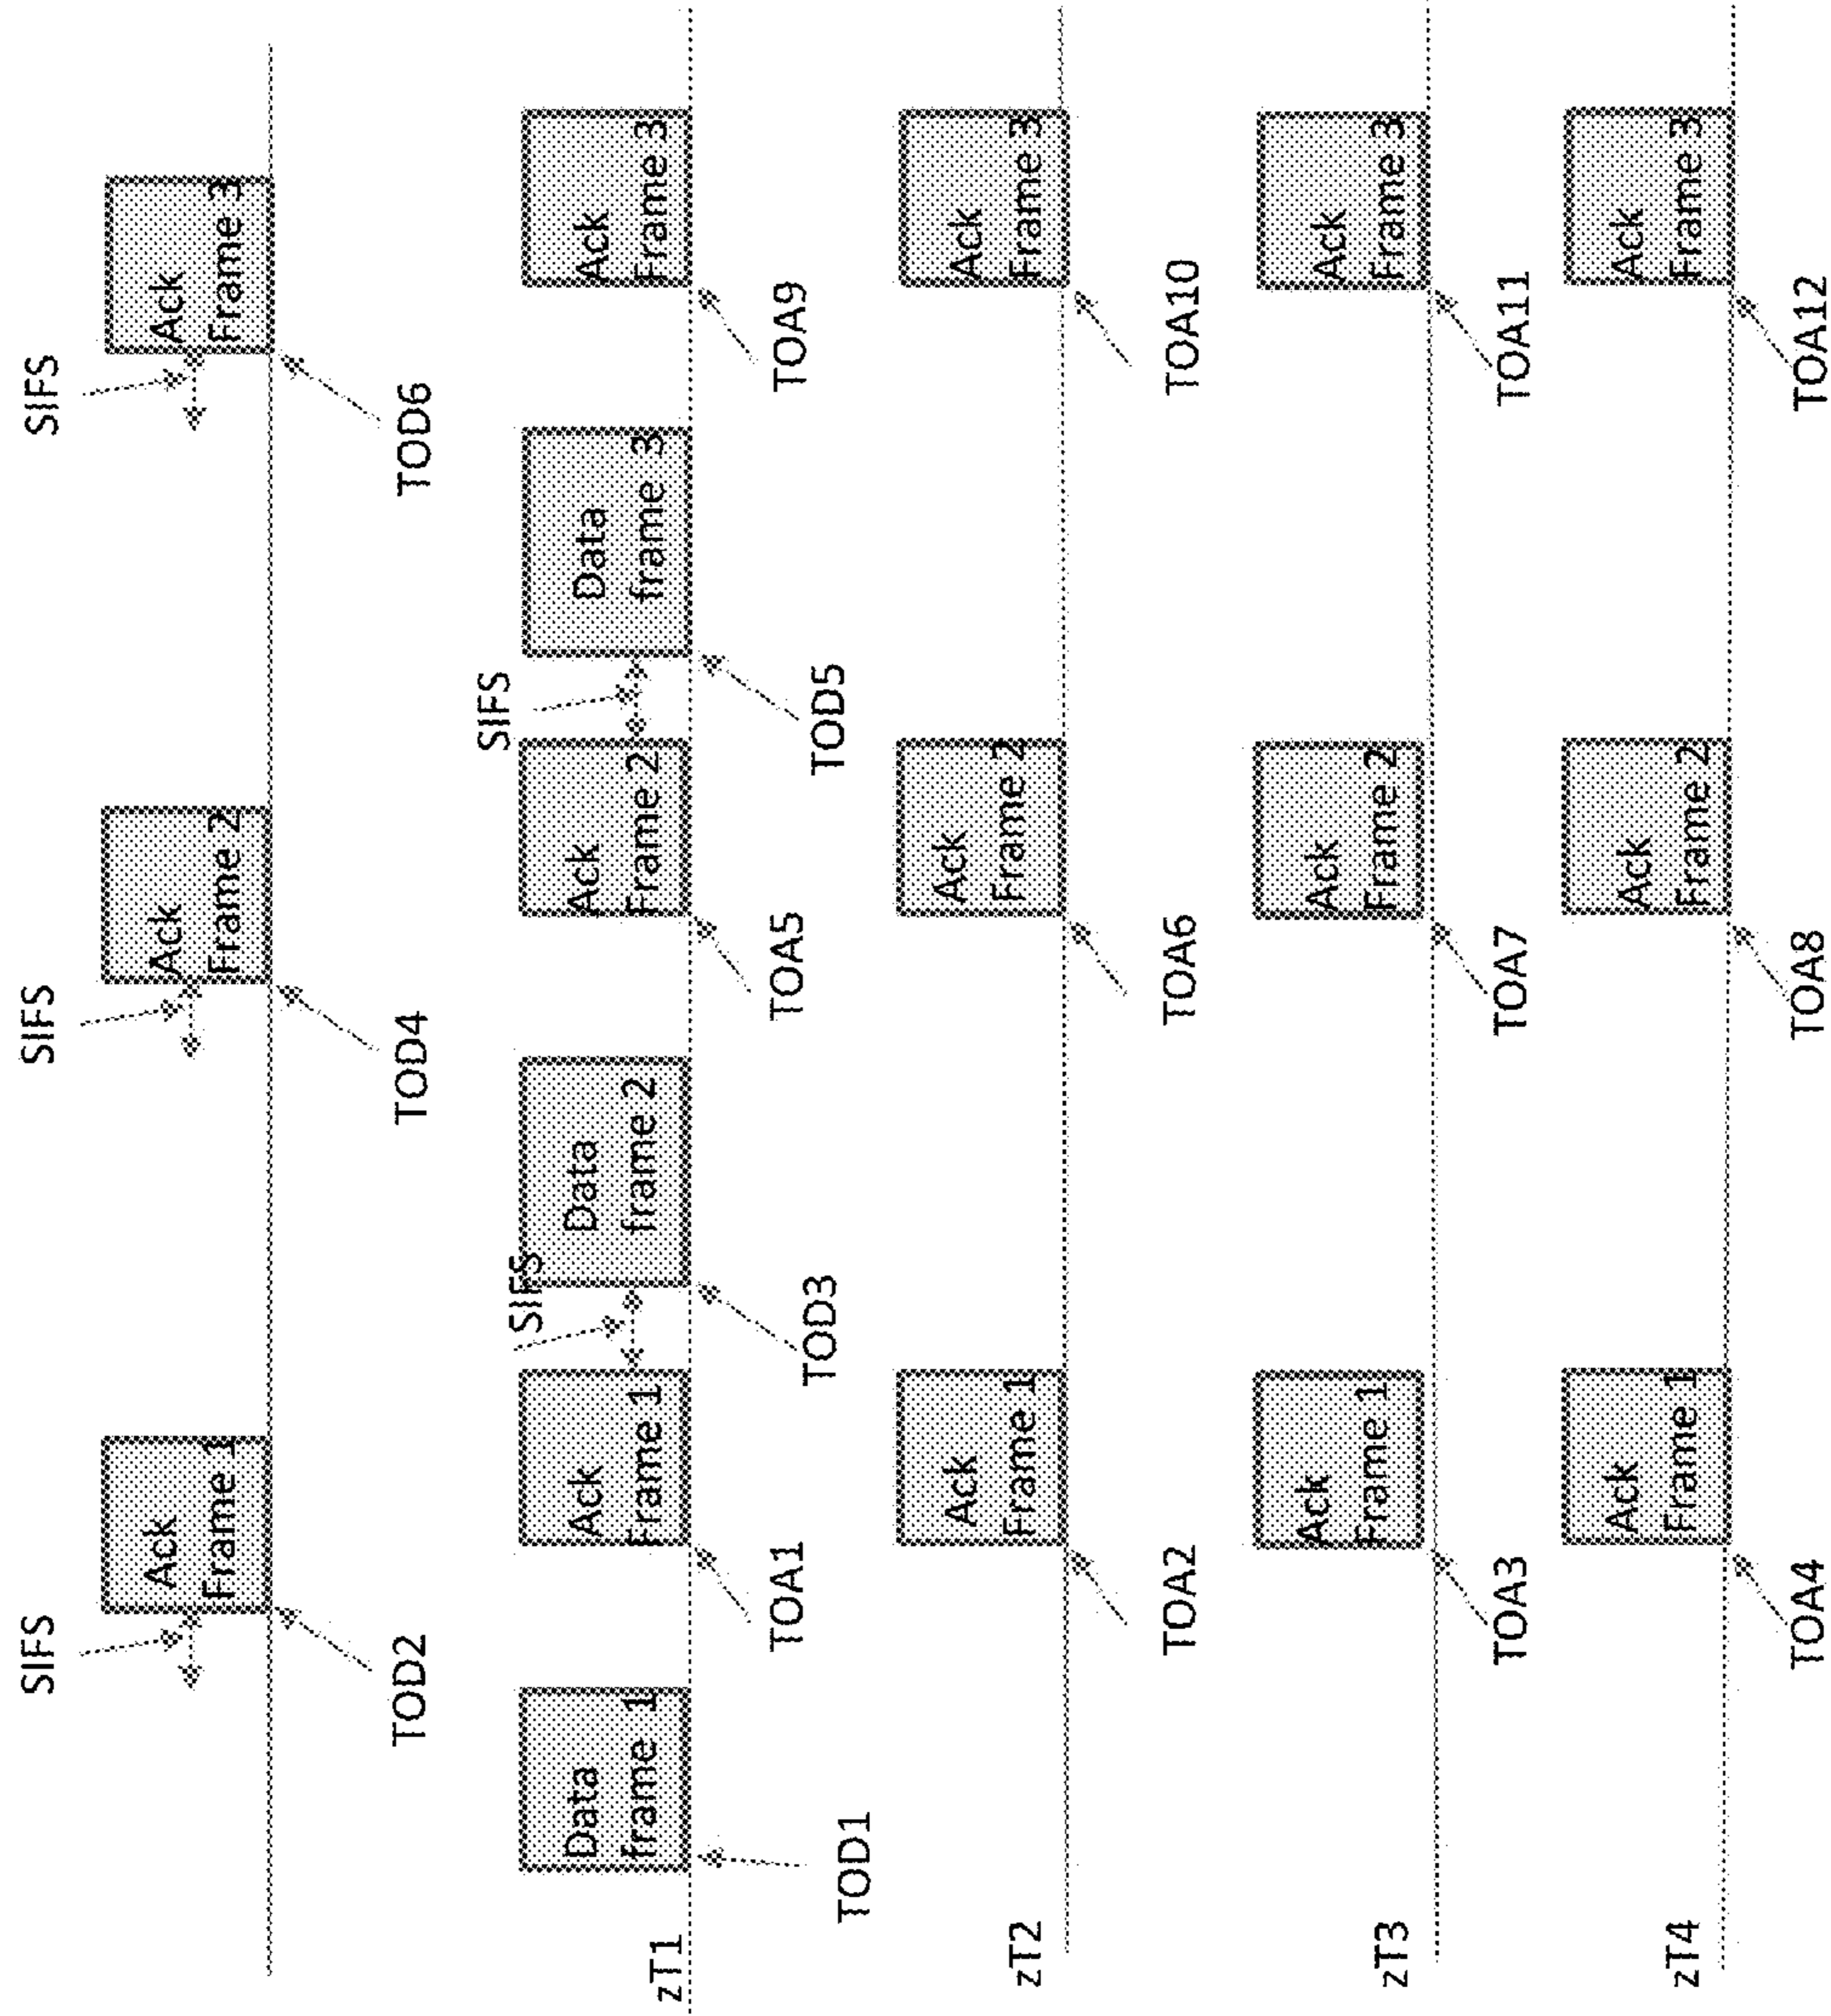 SIFS
SIFS
SIFS
Ack
Frame 1
Ack
Frame 2
Ack
Frame 3
TOD2
TOD4
TOD6
SIFS
SIFS
zT1
Data
frame 1
Ack
Frame 1
Data
frame 2
Ack
Frame 2
Data
frame 3
Ack
Frame 3
TOD1
TOA1
TOD3
TOA5
TOD5
TOA9
zT2
Ack
Frame 1
Ack
Frame 2
Ack
Frame 3
TOA2
TOA6
TOA10
zT3
Ack
Frame 1
Ack
Frame 2
Ack
Frame 3
TOA3
TOA7
TOA11
zT4
Ack
Frame 1
Ack
Frame 2
Ack
Frame 3
TOA4
TOA8
TOA12